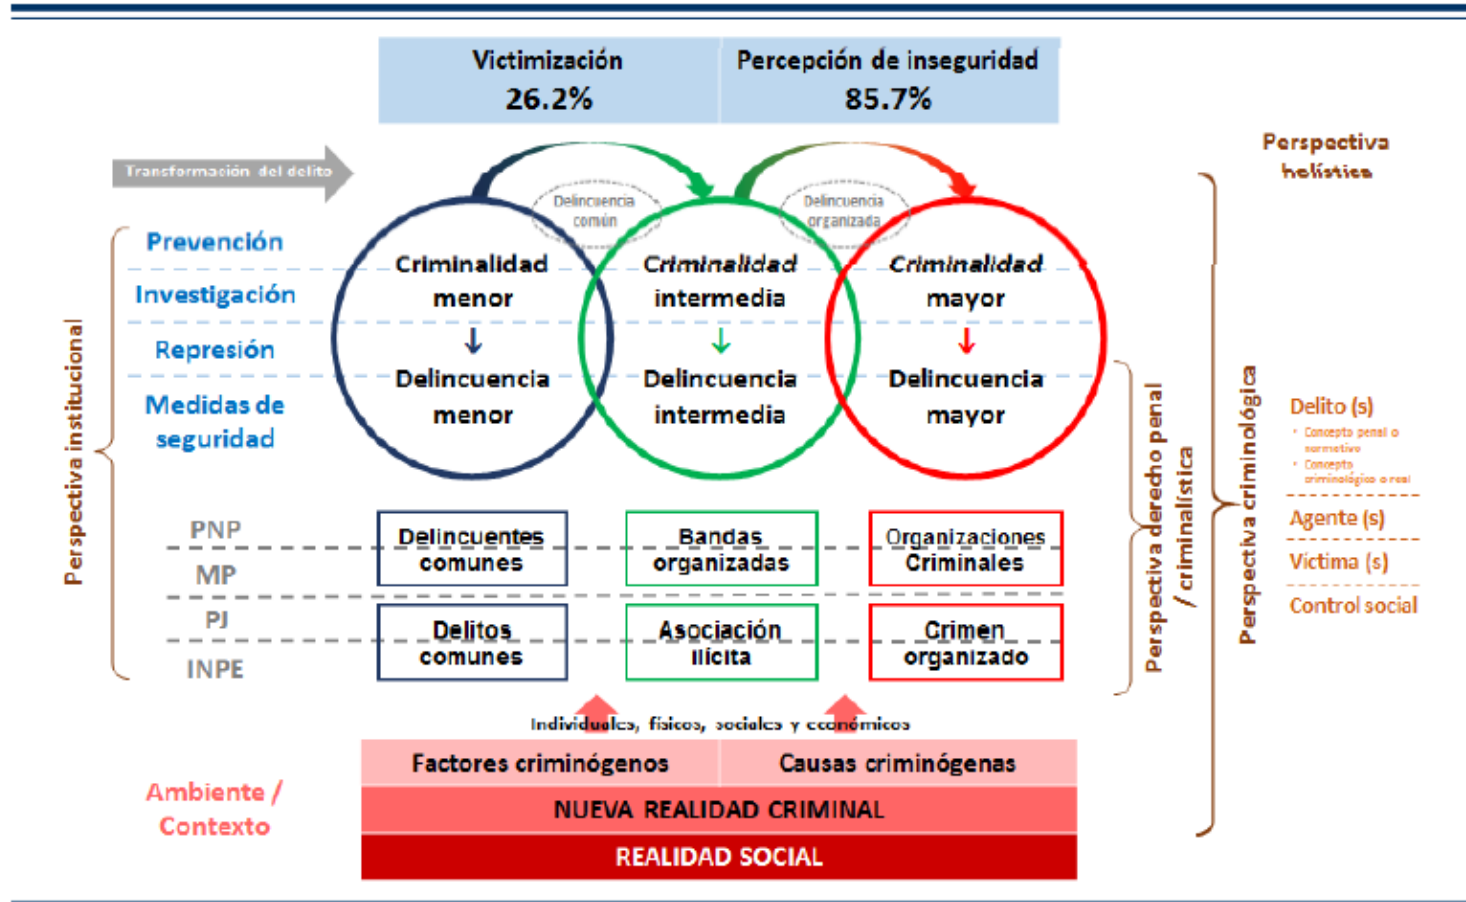 Victimización
26.2%
Percepción de inseguridad
85.7%
Transformación del delito
Perspectiva
holística
Delincuencia
común
Delincuencia
organizada
Prevención
Investigación
Represión
Medidas de
seguridad
Perspectiva institucional
Criminalidad
menor
Delincuencia
menor
Criminalidad
intermedia
Delincuencia
intermedia
Criminalidad
mayor
Delincuencia
mayor
PNP
MP
PJ
INPE
Delincuentes
comunes
Bandas
organizadas
Organizaciones
Criminales
Delitos
comunes
Asociación
ilícita
Crimen
organizado
Perspectiva derecho penal
/ criminalística
Perspectiva criminológica
Delito (s)
• Concepto penal o
normativo
• Concepto
criminológico o real
Agente (s)
Víctima (s)
Control social
Individuales, físicos, sociales y económicos
Factores criminógenos
Causas criminógenas
Ambiente /
Contexto
NUEVA REALIDAD CRIMINAL
REALIDAD SOCIAL